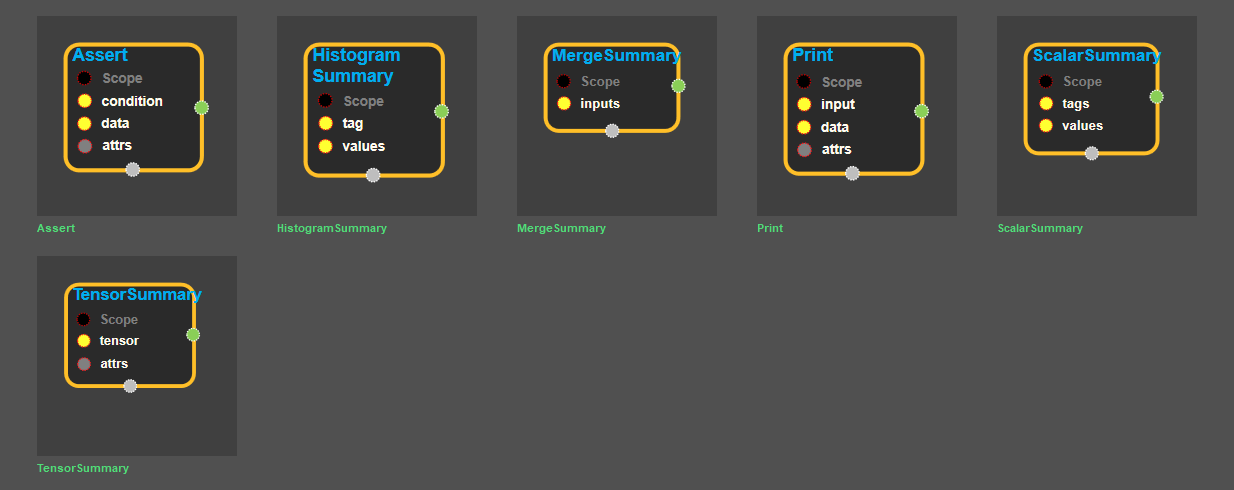 Assert
Scope
condition
data
attrs
Assert
Histogram
Summary
Scope
tag
values
HistogramSummary
MergeSummary
Scope
inputs
MergeSummary
Print
Scope
input
data
attrs
Print
ScalarSummary
Scope
tags
values
ScalarSummary
TensorSummary
Scope
tensor
attrs
TensorSummary